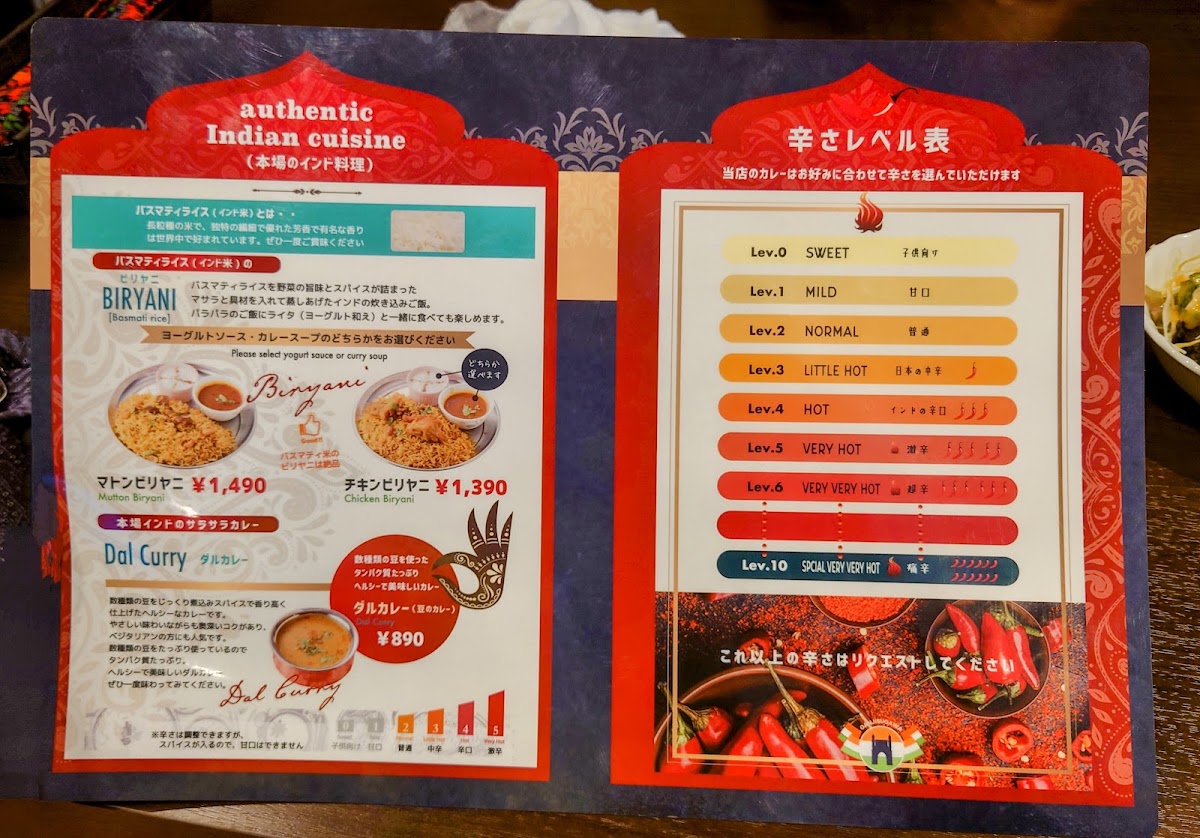 authentic
Indian cuisine
(本場のインド料理)
バスマティライス(インド米)とは・・
長粒種の米で、独特の繊細で優れた芳香で有名な香り
は世界中で好まれています。ぜひ一度ご賞味ください
バスマティライス(インド米)の
ビリヤニ
BIRYANI
[Basmati rice]
バスマティライスを野菜の旨味とスパイスが詰まった
マサラと具材を入れて蒸しあげたインドの炊き込みご飯。
パラパラのご飯にライタ(ヨーグルト和え)と一緒に食べても楽しめます。
ヨーグルトソース・カレースープのどちらかをお選びください
Please select yogurt sauce or curry soup
どちらか
選べます
Biryani
Good!!
バスマティ米の
ビリヤニは絶品
マトンビリヤニ ¥1,490
Mutton Biryani
チキンビリヤニ ¥1,390
Chicken Biryani
本場インドのサラサラカレー
Dal Curry ダルカレー
数種類の豆を使った
タンパク質たっぷり
ヘルシーで美味しいカレー
ダルカレー(豆のカレー)
Dal Curry
¥890
数種類の豆をじっくり煮込みスパイスで香り高く
仕上げたヘルシーなカレーです。
やさしい味わいながらも奥深いコクがあり、
ベジタリアンの方にも人気です。
数種類の豆をたっぷり使っているので
タンパク質たっぷり。
ヘルシーで美味しいダルカレー
ぜひ一度味わってみてください。
Dal Curry
※辛さは調整できますが、
スパイスが入るので、甘口はできません
0 1 2 3 4 5
Sweet Mild Normal Little Hot Hot Very Hot
子供向け 甘口 普通 中辛 辛口 激辛
辛さレベル表
当店のカレーはお好みに合わせて辛さを選んでいただけます
Lev.0 SWEET 子供向け
Lev.1 MILD 甘口
Lev.2 NORMAL 普通
Lev.3 LITTLE HOT 日本の中辛
Lev.4 HOT インドの辛口
Lev.5 VERY HOT 激辛
Lev.6 VERY VERY HOT 超辛
Lev.10 SPCIAL VERY VERY HOT 痛辛
これ以上の辛さはリクエストしてください